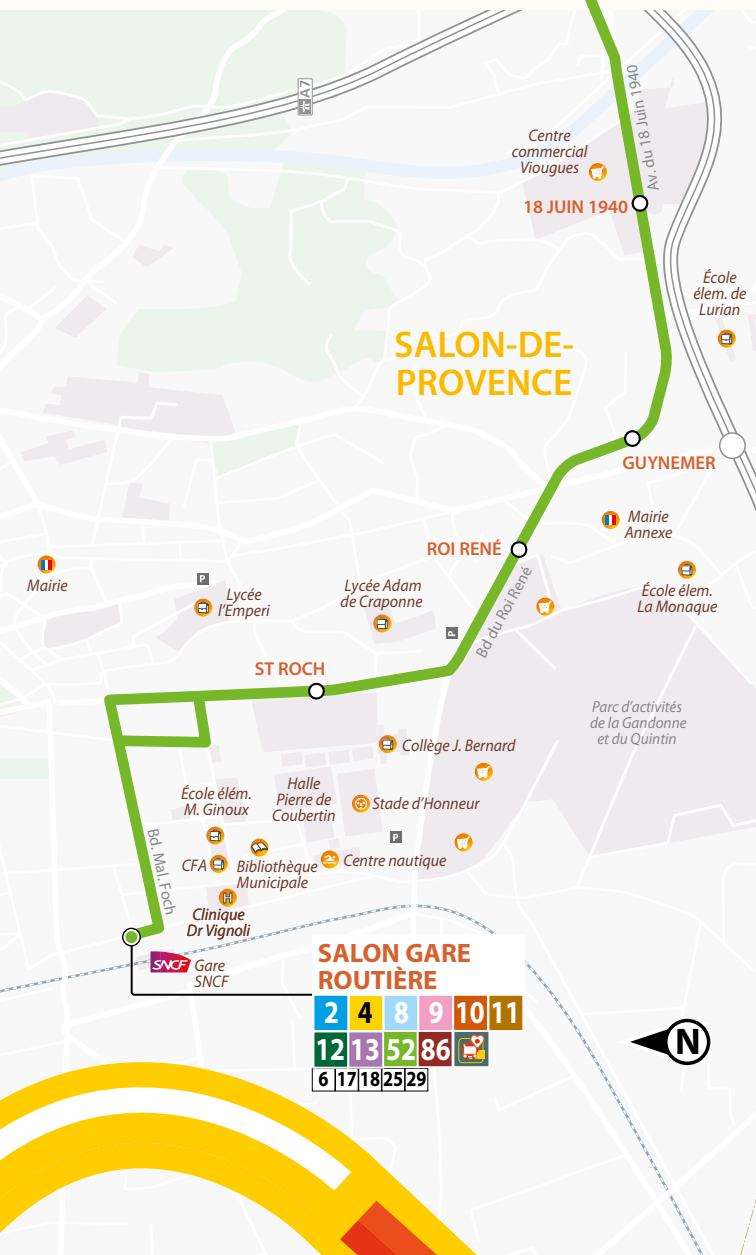 A7
Av. du 18 Juin 1940
Centre
commercial
Viougues
18 JUIN 1940
École
élem. de
Lurian
SALON-DE-
PROVENCE
GUYNEMER
Mairie
Annexe
ROI RENÉ
Mairie
P
Lycée
l'Emperi
Lycée Adam
de Craponne
École élem.
La Monaque
Bd du Roi René
P
ST ROCH
Parc d'activités
de la Gandonne
et du Quintin
Collège J. Bernard
École élém.
M. Ginoux
Halle
Pierre de
Coubertin
Stade d'Honneur
Bd. Mal. Foch
P
CFA
Bibliothèque
Municipale
Centre nautique
H
Clinique
Dr Vignoli
SNCF
Gare
SNCF
SALON GARE
ROUTIÈRE
2 4 8 9 10 11
12 13 52 86
6 17 18 25 29
N